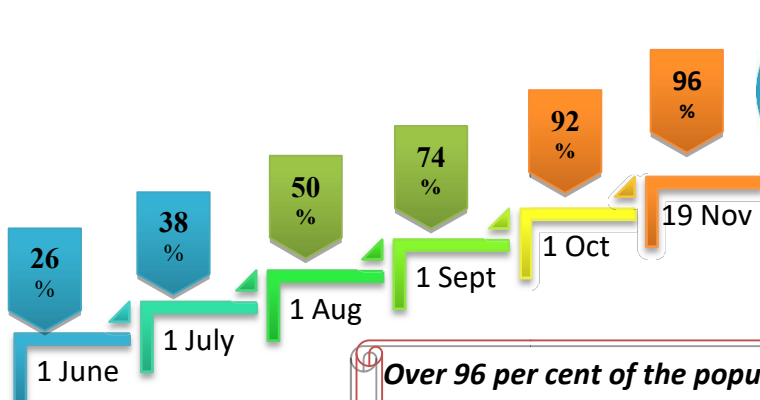 96
%
92
%
74
%
50
%
38
%
26
%
19 Nov
1 Oct
1 Sept
1 Aug
1 July
1 June
Over 96 per cent of the popu